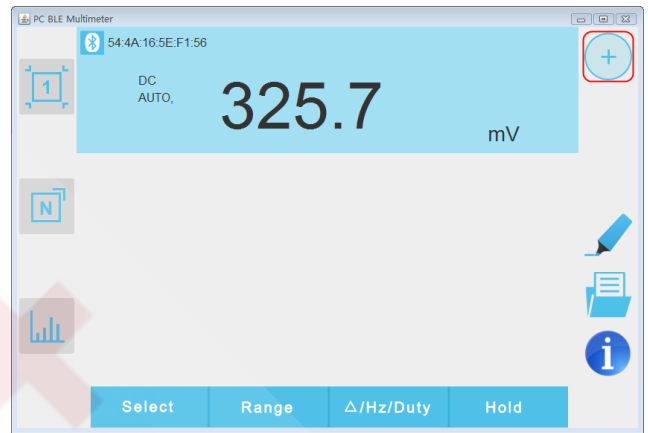 PC BLE Multimeter
54:4A:16:5E:F1:56
DC
AUTO,
325.7
mV
1
N
i
Select Range △/Hz/Duty Hold